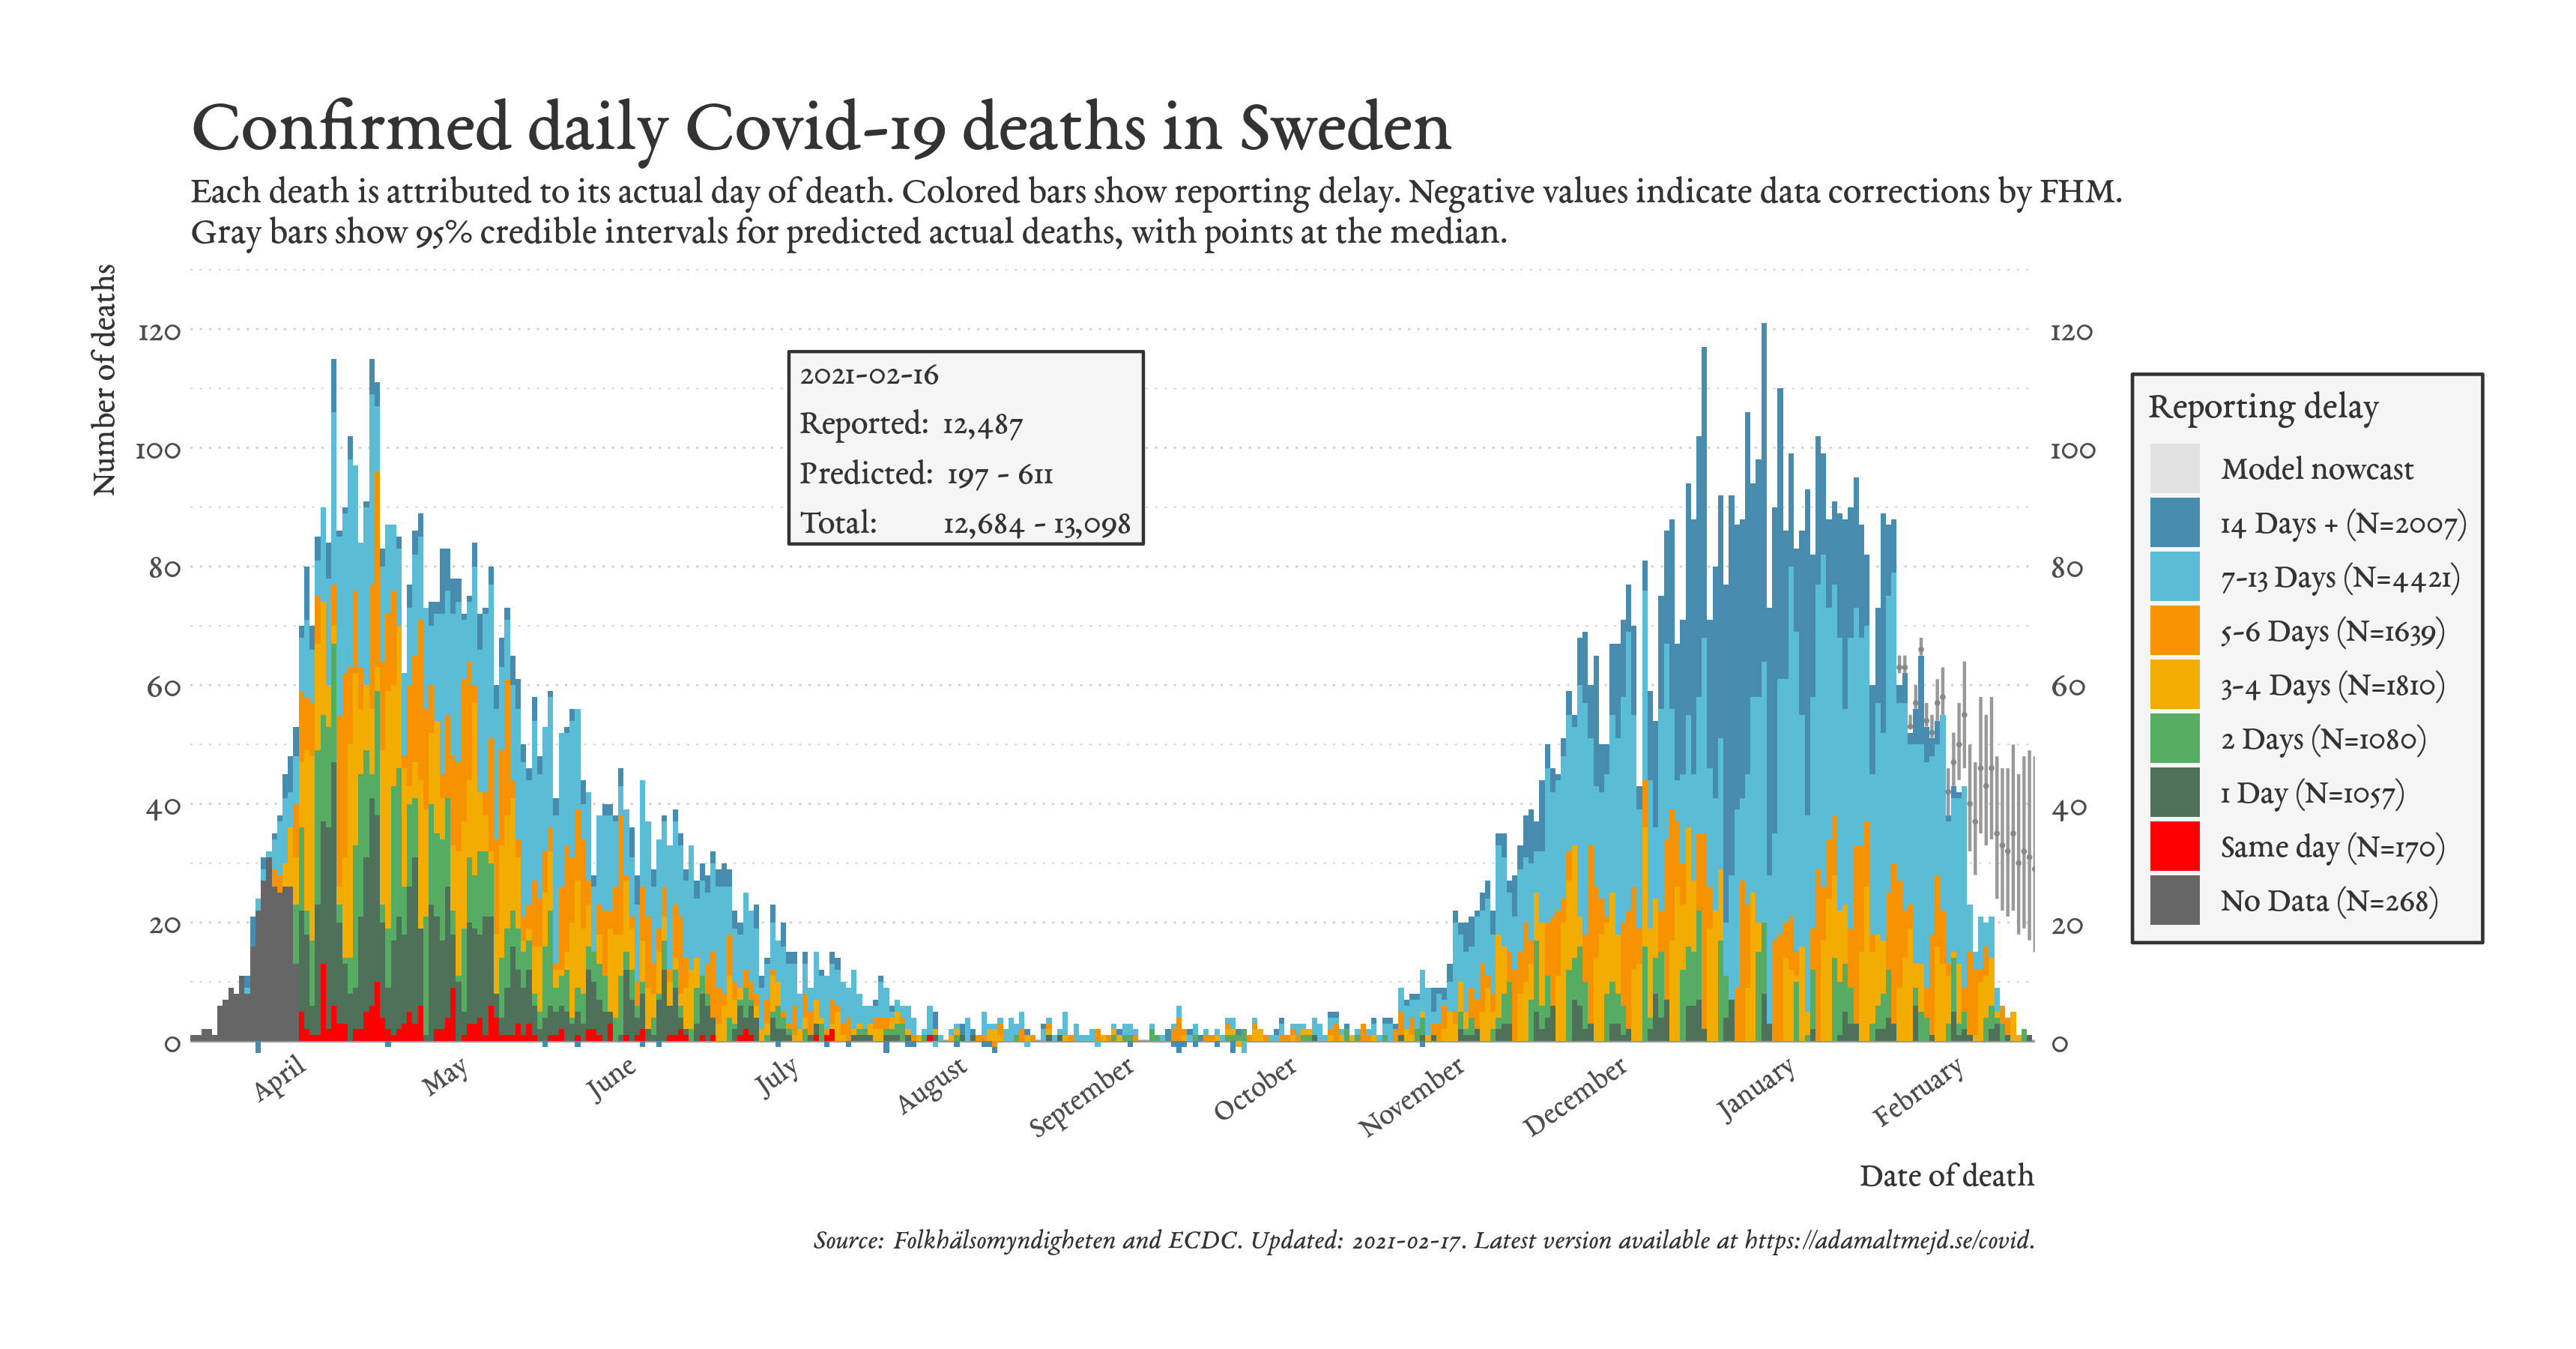 Confirmed daily Covid-19 deaths in Sweden
Each death is attributed to its actual day of death. Colored bars show reporting delay. Negative values indicate data corrections by FHM.
Gray bars show 95% credible intervals for predicted actual deaths, with points at the median.
Number of deaths
120
100
80
60
40
20
0
2021-02-16
Reported: 12,487
Predicted: 197 - 611
Total: 12,684 - 13,098
120
100
80
60
40
20
0
Reporting delay
Model nowcast
14 Days + (N=2007)
7-13 Days (N=4421)
5-6 Days (N=1639)
3-4 Days (N=1810)
2 Days (N=1080)
1 Day (N=1057)
Same day (N=170)
No Data (N=268)
April
May
June
July
August
September
October
November
December
January
February
Date of death
Source: Folkhälsomyndigheten and ECDC. Updated: 2021-02-17. Latest version available at https://adamaltmejd.se/covid.